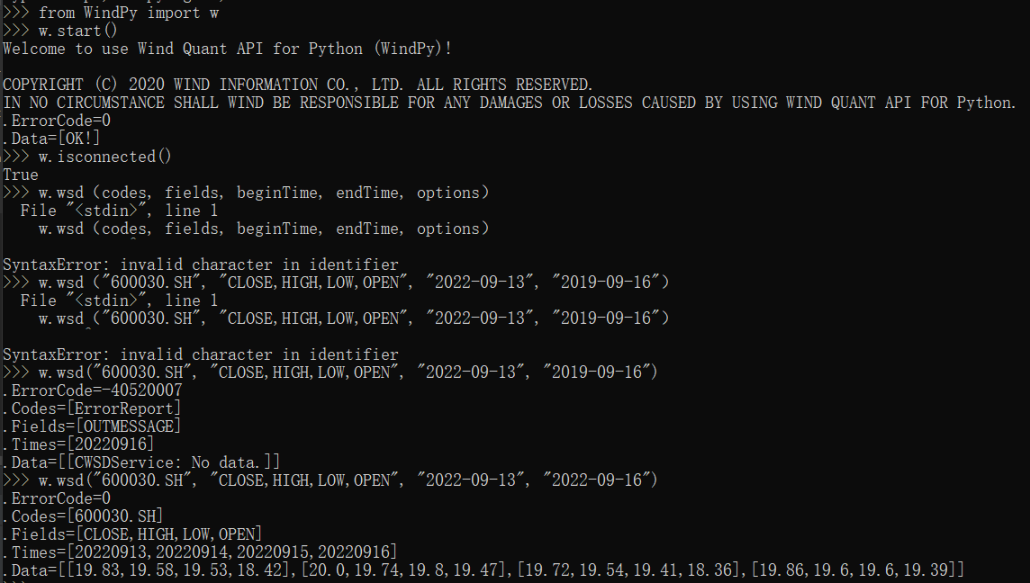 >>> from WindPy import w
>>> w.start()
Welcome to use Wind Quant API for Python (WindPy)!
COPYRIGHT (C) 2020 WIND INFORMATION CO., LTD. ALL RIGHTS RESERVED.
IN NO CIRCUMSTANCE SHALL WIND BE RESPONSIBLE FOR ANY DAMAGES OR LOSSES CAUSED BY USING WIND QUANT API FOR Python.
.ErrorCode=0
.Data=[OK!]
>>> w.isconnected()
True
>>> w.wsd（codes, fields, beginTime, endTime, options)
  File "<stdin>", line 1
    w.wsd（codes, fields, beginTime, endTime, options)
         ^
SyntaxError: invalid character in identifier
>>> w.wsd（"600030.SH", "CLOSE,HIGH,LOW,OPEN", "2022-09-13", "2019-09-16")
  File "<stdin>", line 1
    w.wsd（"600030.SH", "CLOSE,HIGH,LOW,OPEN", "2022-09-13", "2019-09-16")
         ^
SyntaxError: invalid character in identifier
>>> w.wsd("600030.SH", "CLOSE,HIGH,LOW,OPEN", "2022-09-13", "2019-09-16")
.ErrorCode=-40520007
.Codes=[ErrorReport]
.Fields=[OUTMESSAGE]
.Times=[20220916]
.Data=[[CWSDService: No data.]]
>>> w.wsd("600030.SH", "CLOSE,HIGH,LOW,OPEN", "2022-09-13", "2022-09-16")
.ErrorCode=0
.Codes=[600030.SH]
.Fields=[CLOSE,HIGH,LOW,OPEN]
.Times=[20220913,20220914,20220915,20220916]
.Data=[[19.83,19.58,19.53,18.42],[20.0,19.74,19.8,19.47],[19.72,19.54,19.41,18.36],[19.86,19.6,19.6,19.39]]